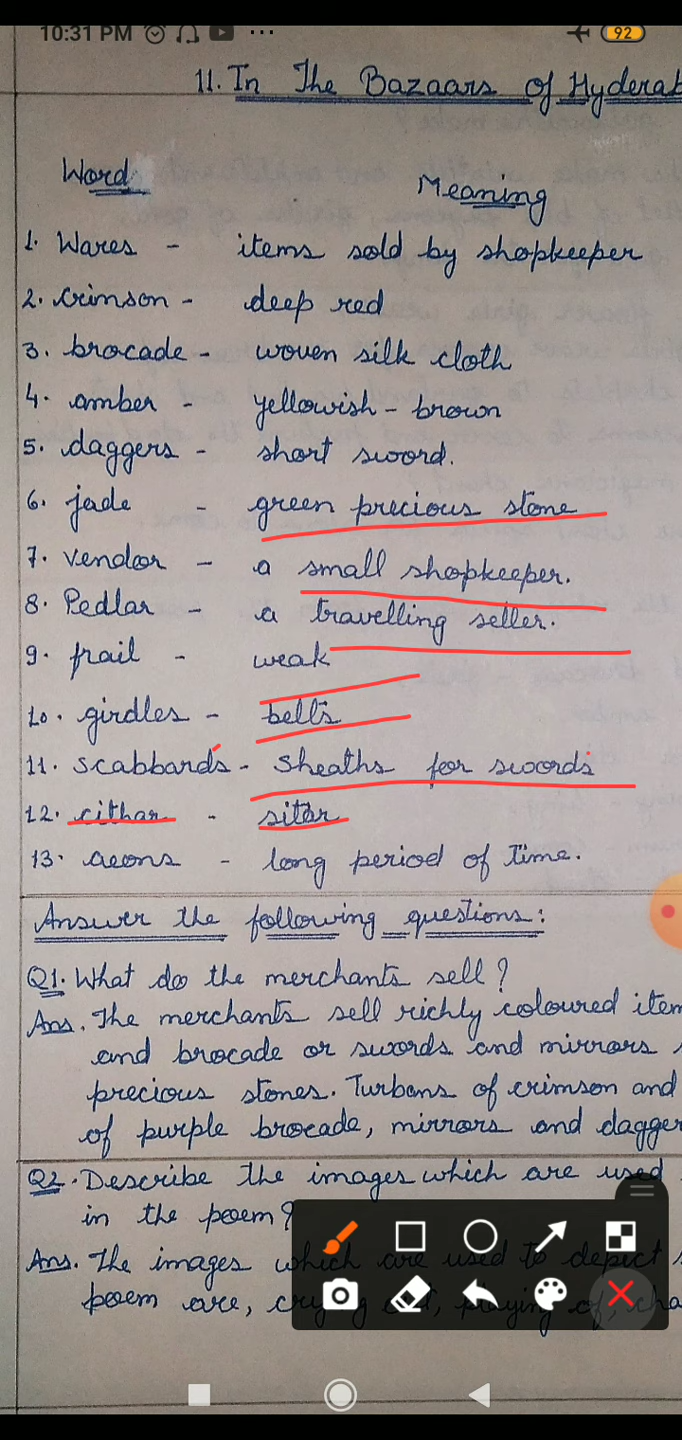 10:31 PM ... 92
11. In The Bazaars of Hyderab
Word Meaning
1. Wares - items sold by shopkeeper
2. crimson - deep red
3. brocade - woven silk cloth
4. amber - yellowish-brown
5. daggers - short sword.
6. jade - green precious stone
7. vendor - a small shopkeeper.
8. Pedlar - a travelling seller.
9. frail - weak
10. girdles - belts
11. Scabbards - Sheaths for swords
12. cithar - sitar
13. aeons - long period of time.
Answer the following questions:
Q1. What do the merchants sell?
Ans. The merchants sell richly coloured item
and brocade or swords and mirrors
precious stones. Turbans of crimson and
of purple brocade, mirrors and dagger
Q2. Describe the images which are used
in the poem?
Ans. The images which are used to depict
poem are, crying out, playing of, cha